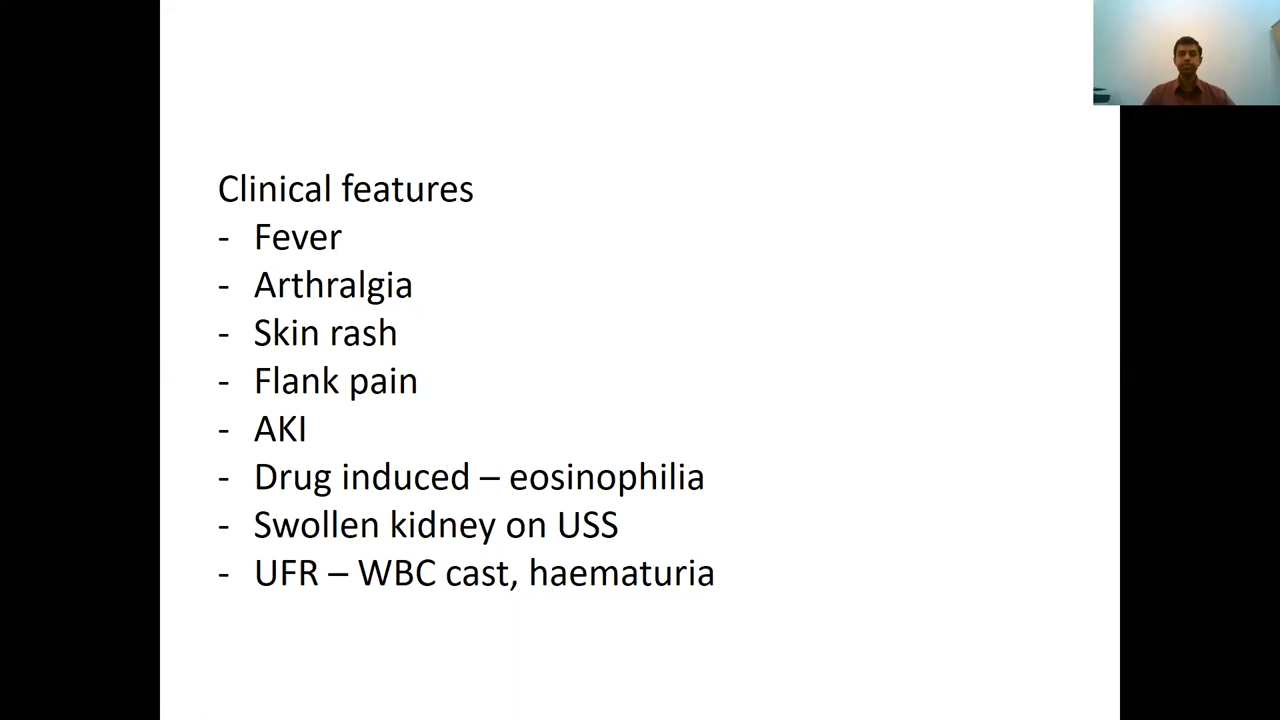 Clinical features
- Fever
- Arthralgia
- Skin rash
- Flank pain
- AKI
- Drug induced – eosinophilia
- Swollen kidney on USS
- UFR – WBC cast, haematuria